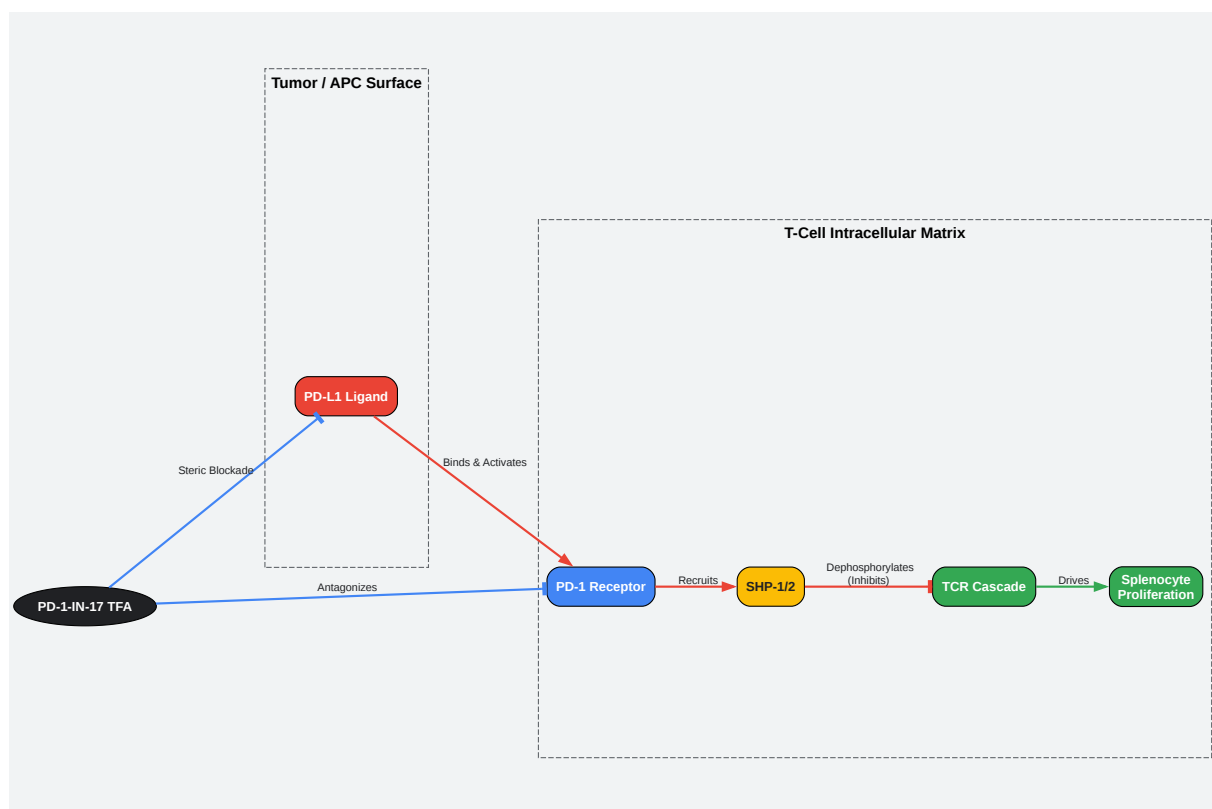 Tumor / APC Surface
T-Cell Intracellular Matrix
PD-L1 Ligand
Steric Blockade
Binds & Activates
PD-1-IN-17 TFA
Antagonizes
PD-1 Receptor
Recruits
SHP-1/2
Dephosphorylates
(Inhibits)
TCR Cascade
Drives
Splenocyte
Proliferation